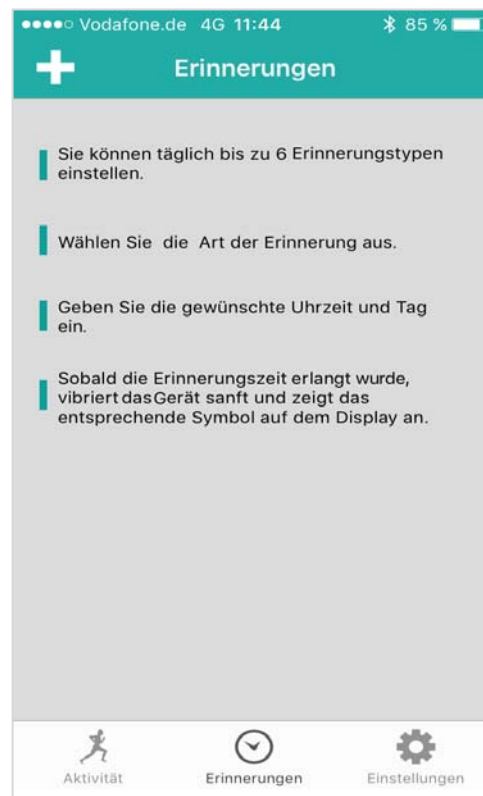 Vodafone.de 4G 11:44 85 %
Erinnerungen
Sie können täglich bis zu 6 Erinnerungstypen
einstellen.
Wählen Sie die Art der Erinnerung aus.
Geben Sie die gewünschte Uhrzeit und Tag
ein.
Sobald die Erinnerungszeit erlangt wurde,
vibriert das Gerät sanft und zeigt das
entsprechende Symbol auf dem Display an.
Aktivität Erinnerungen Einstellungen